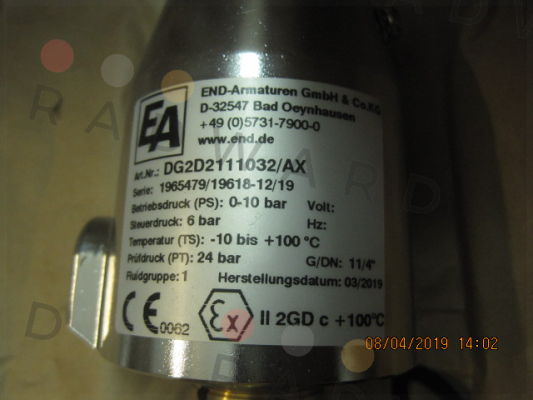 END-Armaturen GmbH & Co.KG
D-32547 Bad Oeynhausen
+49 (0)5731-7900-0
www.end.de
EA
Art.Nr.: DG2D2111032/AX
Serie: 1965479/19618-12/19
Betriebsdruck (PS): 0-10 bar Volt:
Steuerdruck: 6 bar Hz:
Temperatur (TS): -10 bis +100 °C
Prüfdruck (PT): 24 bar G/DN: 11/4"
Fluidgruppe: 1 Herstellungsdatum: 03/2019
CE 0062 Ex II 2GD c +100°C
08/04/2019 14:02